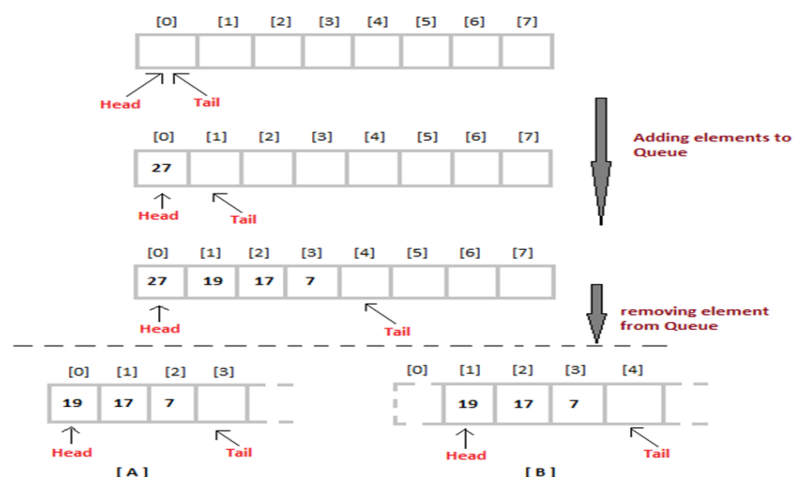 [0] [1] [2] [3] [4] [5] [6] [7]
Head Tail
[0] [1] [2] [3] [4] [5] [6] [7]
Adding elements to
Queue
27
Head Tail
[0] [1] [2] [3] [4] [5] [6] [7]
27 19 17 7
removing element
from Queue
Head Tail
[0] [1] [2] [3]
19 17 7
Head Tail
[ A ]
[0] [1] [2] [3] [4]
19 17 7
Head Tail
[ B ]